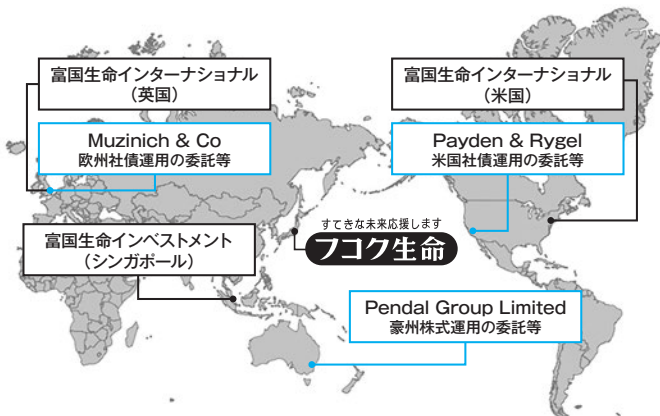 富国生命インターナショナル
（英国）
富国生命インターナショナル
（米国）
Muzinich & Co
欧州社債運用の委託等
Payden & Rygel
米国社債運用の委託等
すてきな未来応援します
フコク生命
富国生命インベストメント
（シンガポール）
Pendal Group Limited
豪州株式運用の委託等